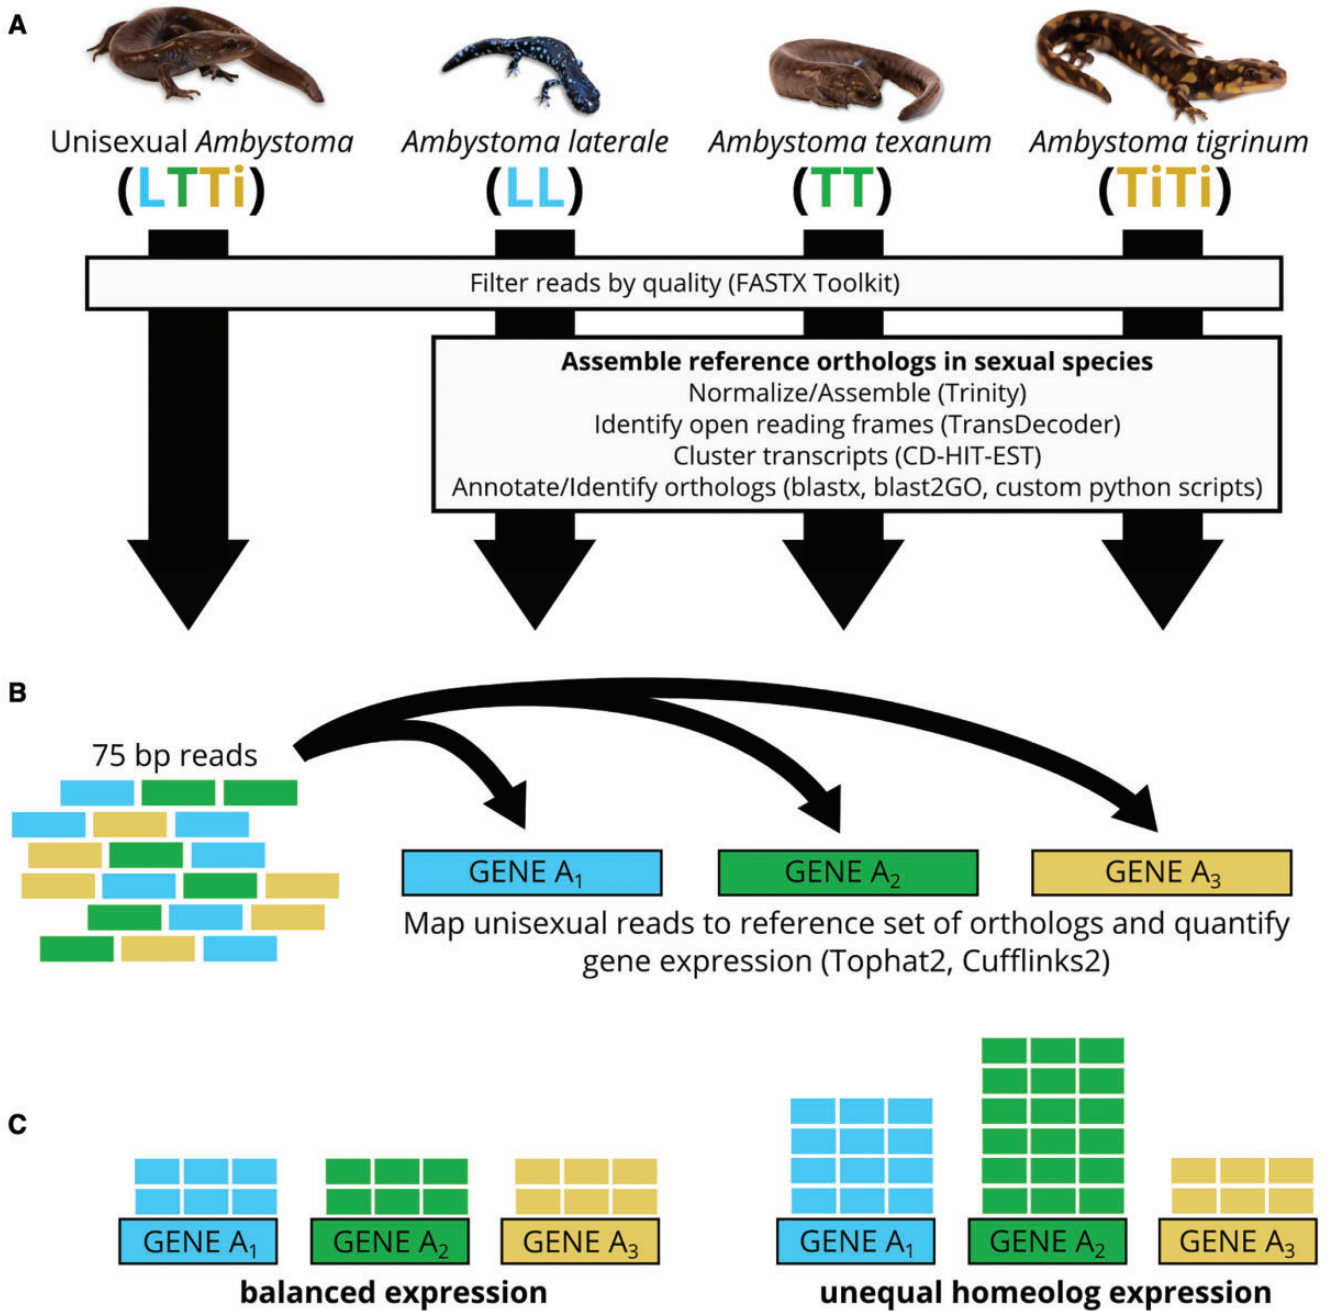 A
Unisexual Ambystoma
Ambystoma laterale
Ambystoma texanum
Ambystoma tigrinum
(LTTi)
(LL)
(TT)
(TiTi)
Filter reads by quality (FASTX Toolkit)
Assemble reference orthologs in sexual species
Normalize/Assemble (Trinity)
Identify open reading frames (TransDecoder)
Cluster transcripts (CD-HIT-EST)
Annotate/Identify orthologs (blastx, blast2GO, custom python scripts)
B
75 bp reads
GENE A1
GENE A2
GENE A3
Map unisexual reads to reference set of orthologs and quantify
gene expression (Tophat2, Cufflinks2)
C
GENE A1
GENE A2
GENE A3
balanced expression
GENE A1
GENE A2
GENE A3
unequal homeolog expression